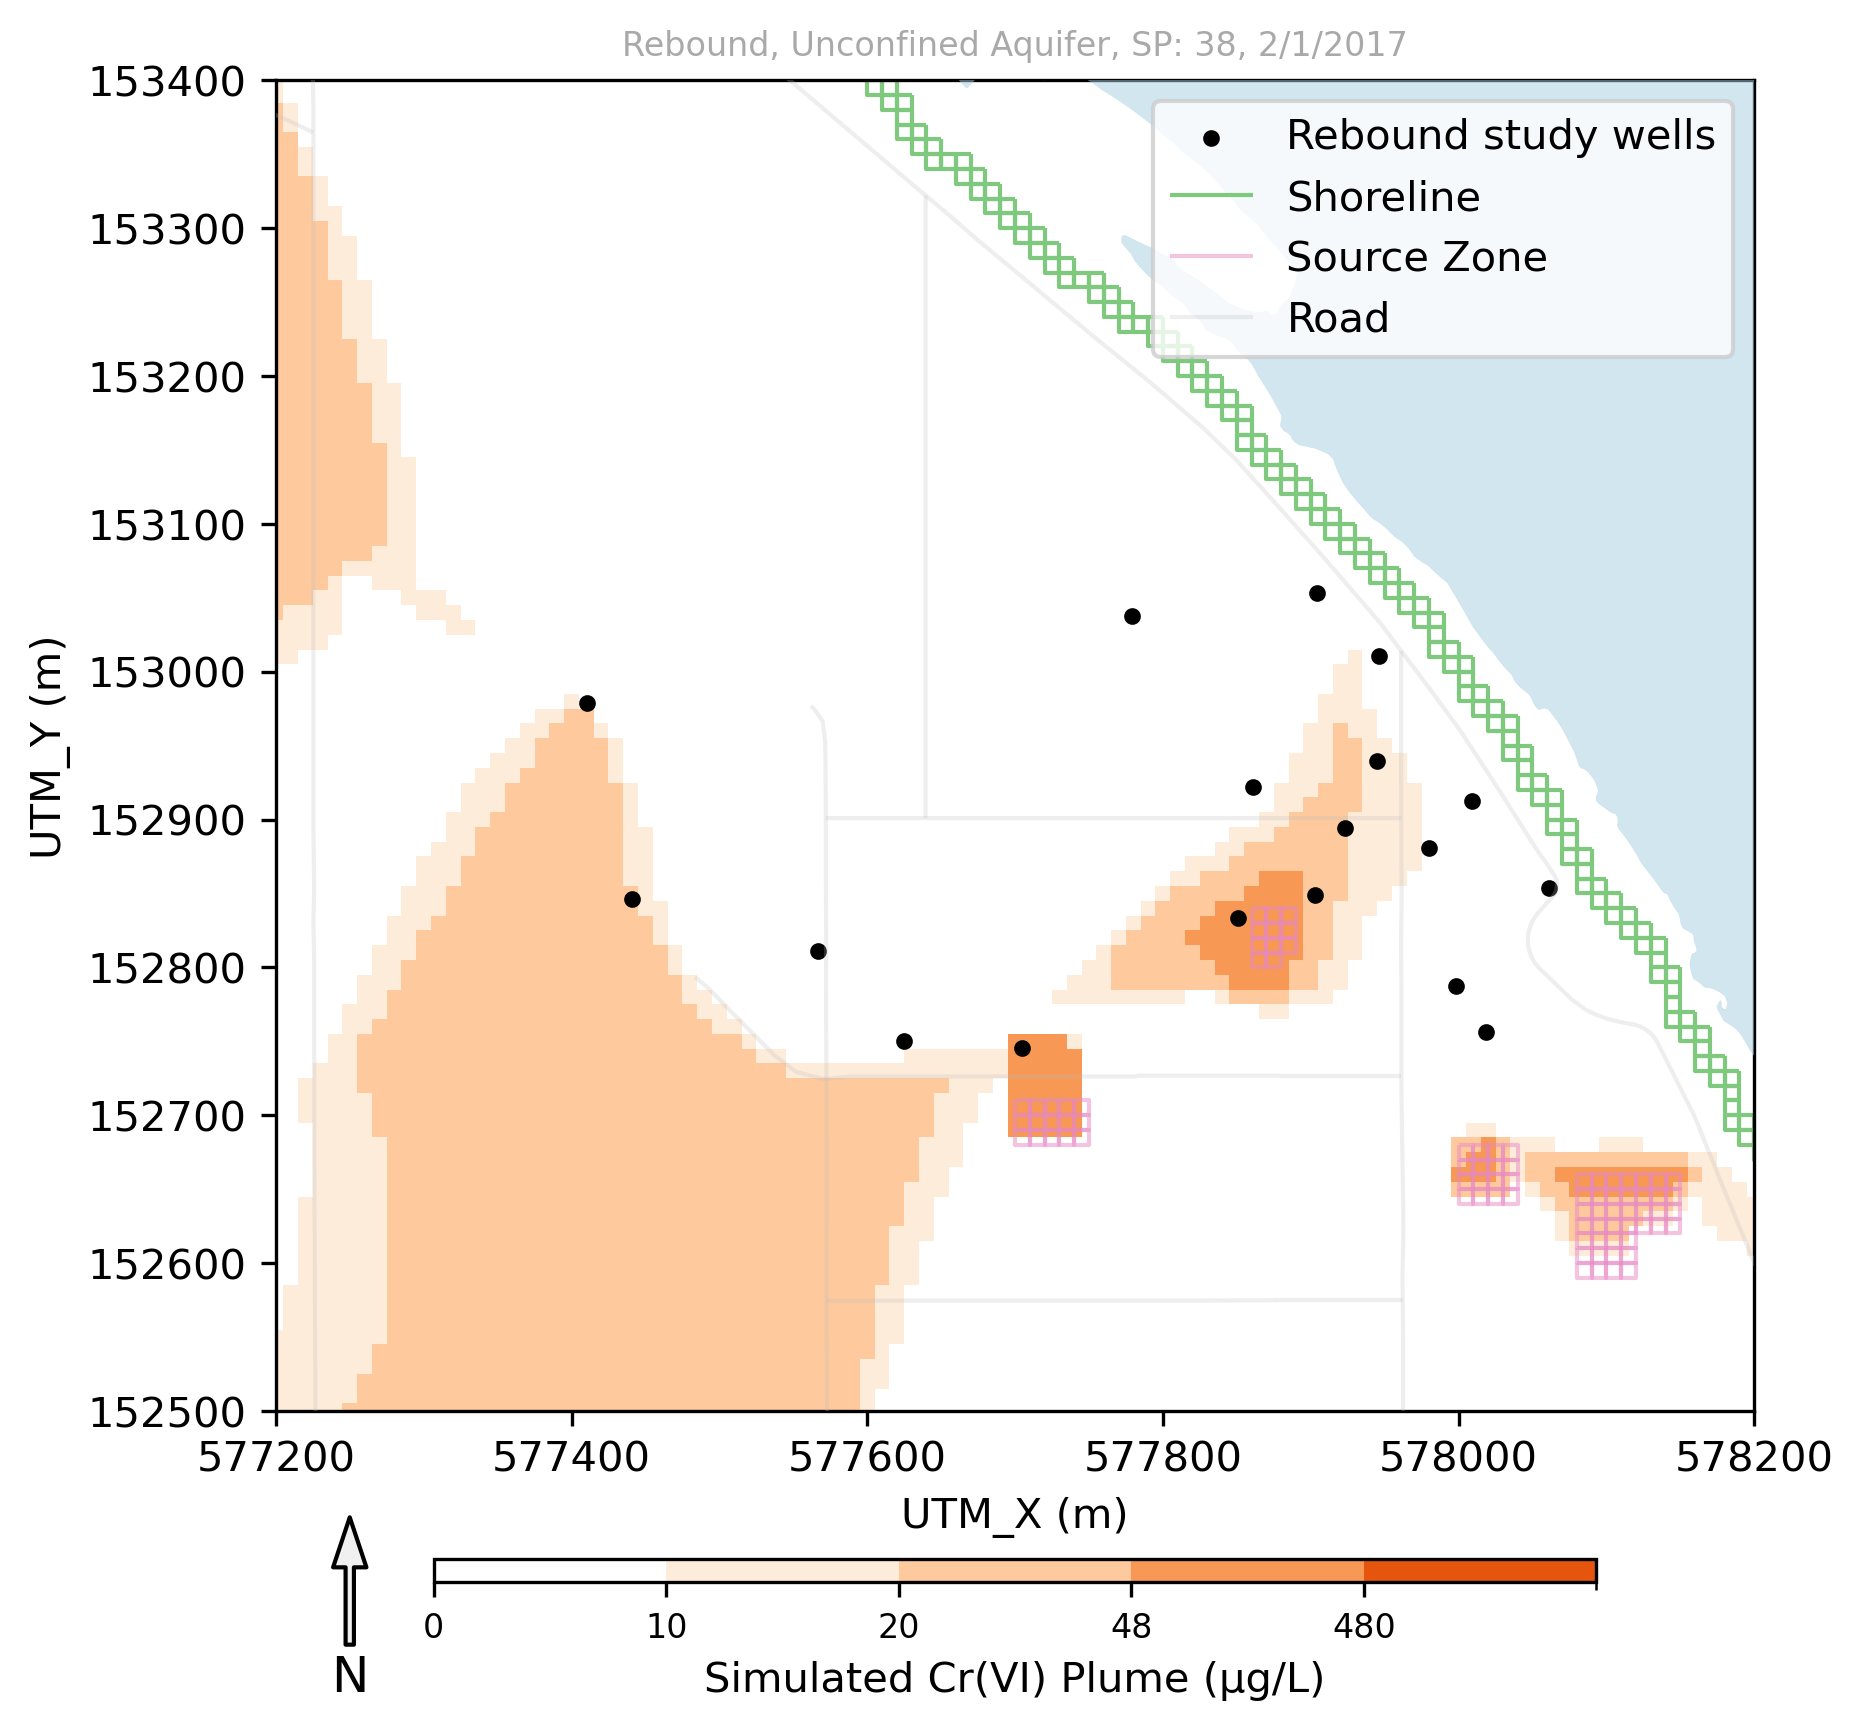 Rebound, Unconfined Aquifer, SP: 38, 2/1/2017
153400
153300
153200
153100
153000
152900
152800
152700
152600
152500
UTM_Y (m)
Rebound study wells
Shoreline
Source Zone
Road
577200 577400 577600 577800 578000 578200
UTM_X (m)
0 10 20 48 480
Simulated Cr(VI) Plume (μg/L)
N